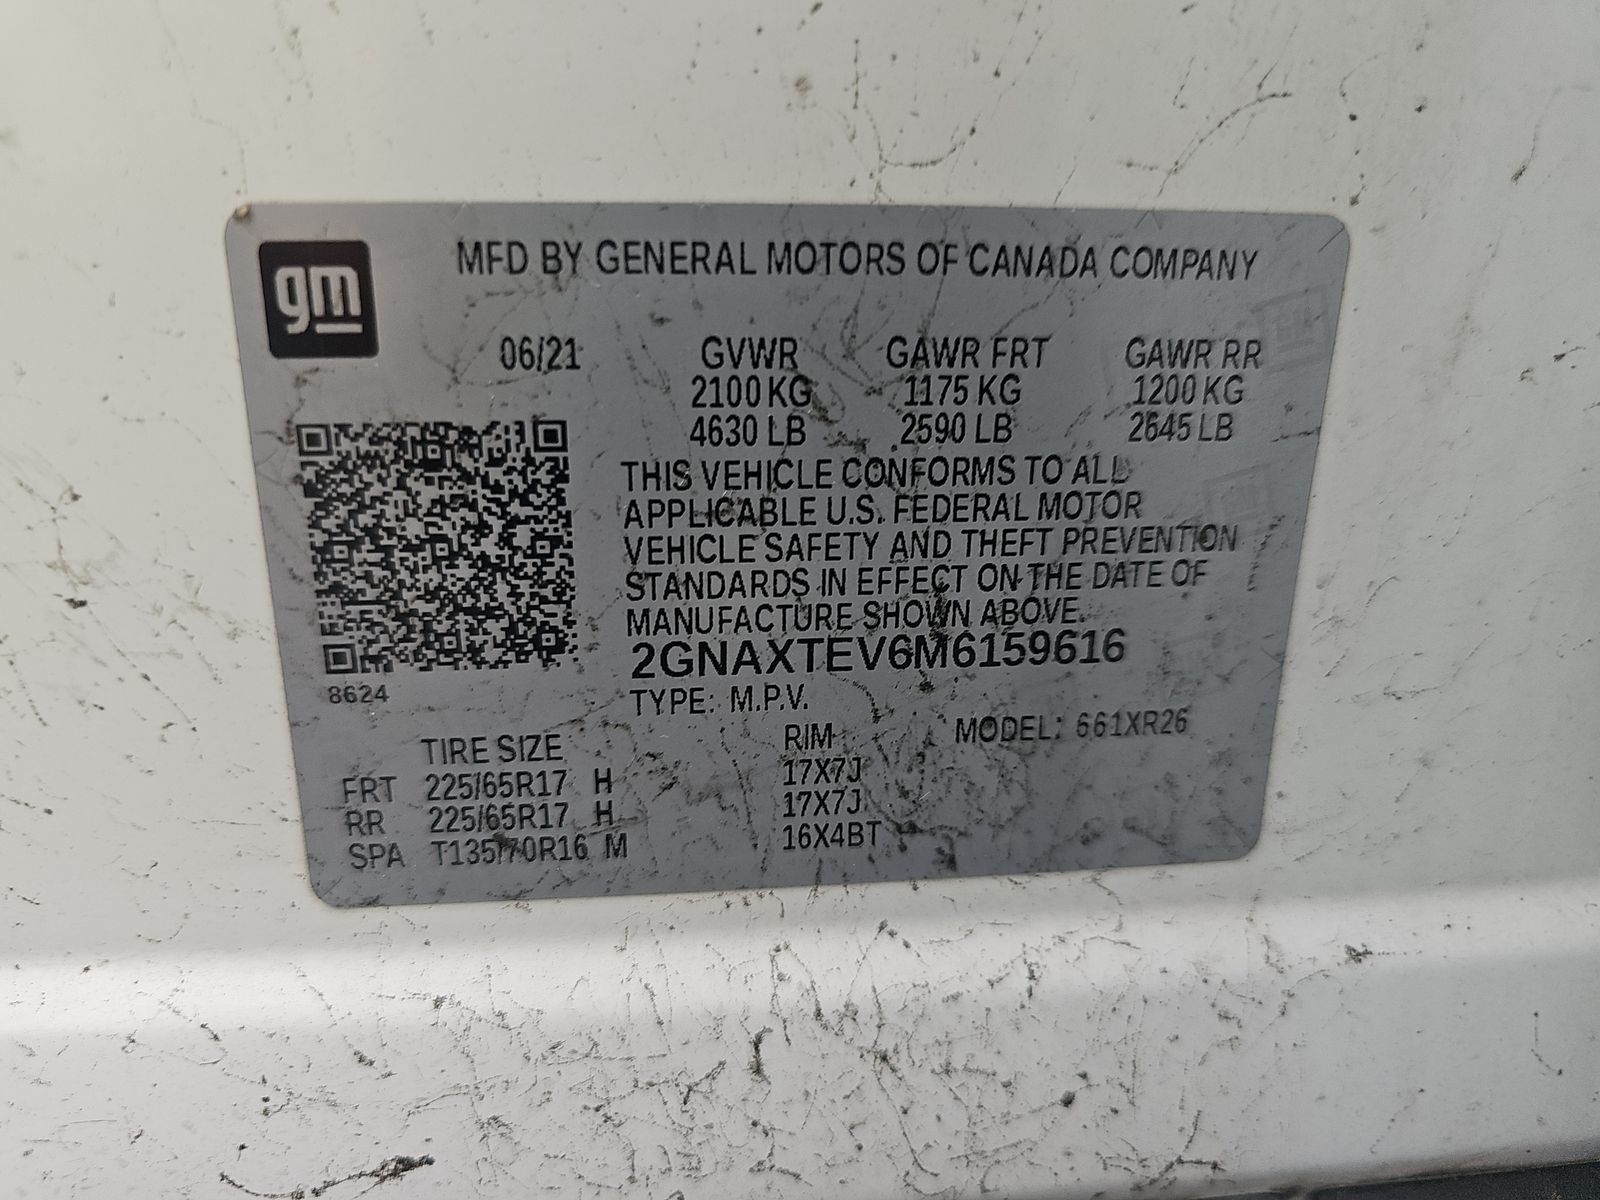 gm
MFD BY GENERAL MOTORS OF CANADA COMPANY
06/21 GVWR GAWR FRT GAWR RR
2100 KG 1175 KG 1200 KG
4630 LB 2590 LB 2645 LB
THIS VEHICLE CONFORMS TO ALL
APPLICABLE U.S. FEDERAL MOTOR
VEHICLE SAFETY AND THEFT PREVENTION
STANDARDS IN EFFECT ON THE DATE OF
MANUFACTURE SHOWN ABOVE.
2GNAXTEV6M6159616
8624
TYPE: M.P.V.
MODEL: 661XR26
TIRE SIZE RIM
FRT 225/65R17 H 17X7J
RR 225/65R17 H 17X7J
SPA T135/70R16 M 16X4BT